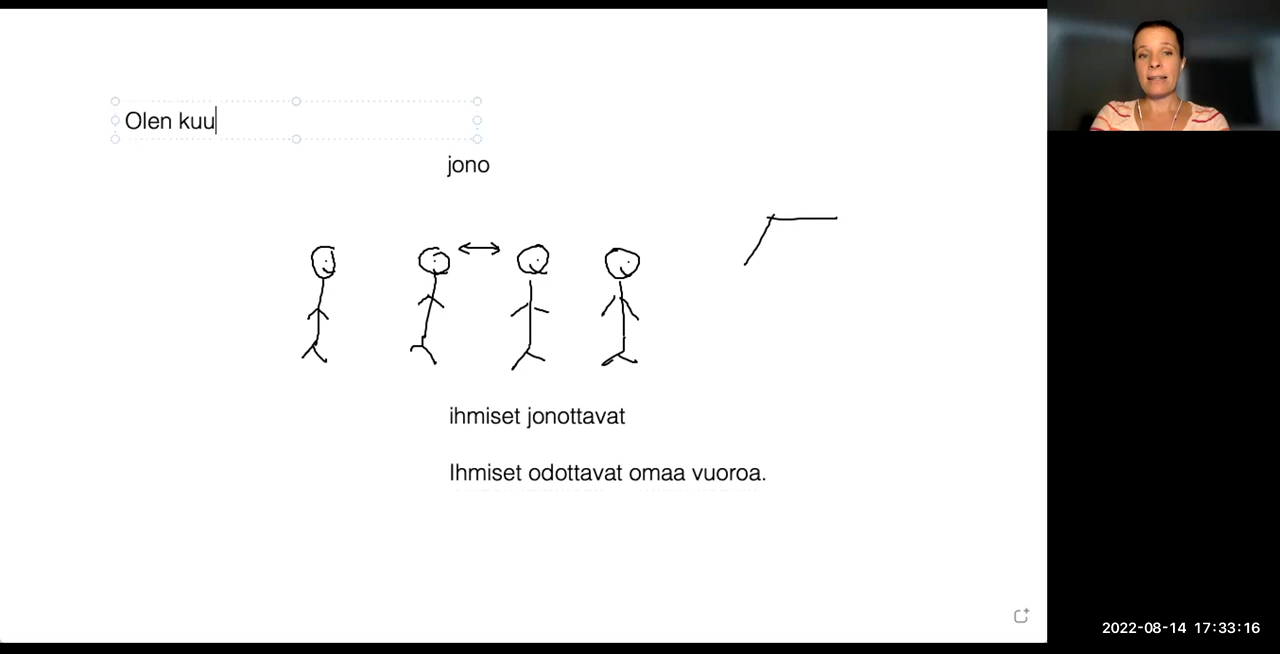 Olen kuu
jono
ihmiset jonottavat
Ihmiset odottavat omaa vuoroa.
2022-08-14 17:33:16